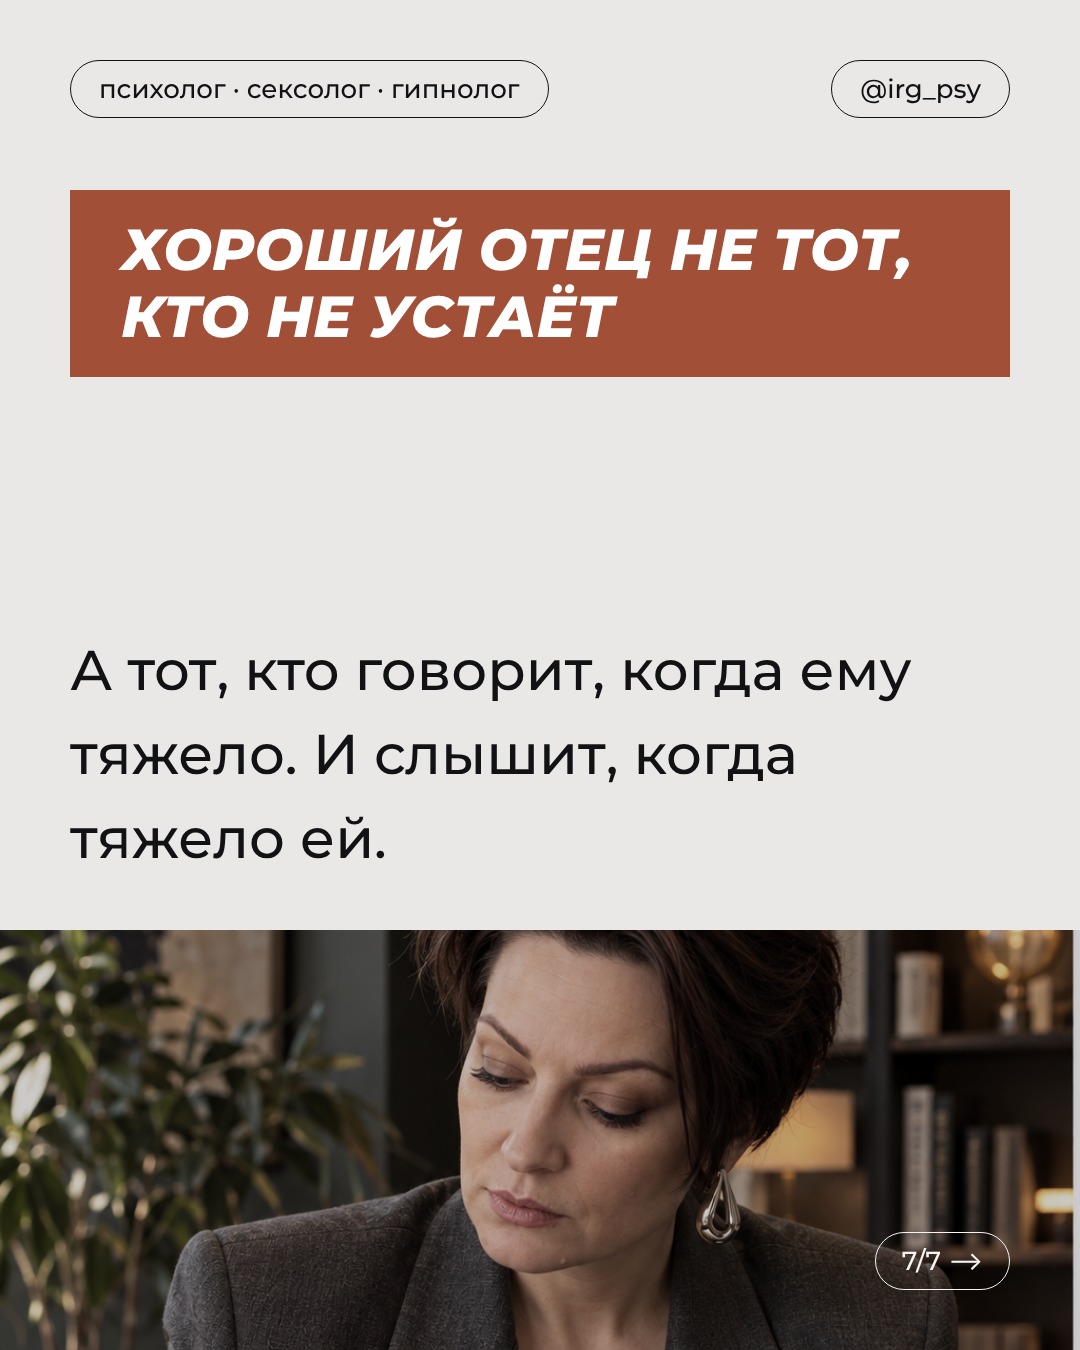 психолог · сексолог · гипнолог
@irg_psy
ХОРОШИЙ ОТЕЦ НЕ ТОТ,
КТО НЕ УСТАЁТ
А тот, кто говорит, когда ему
тяжело. И слышит, когда
тяжело ей.
7/7 →